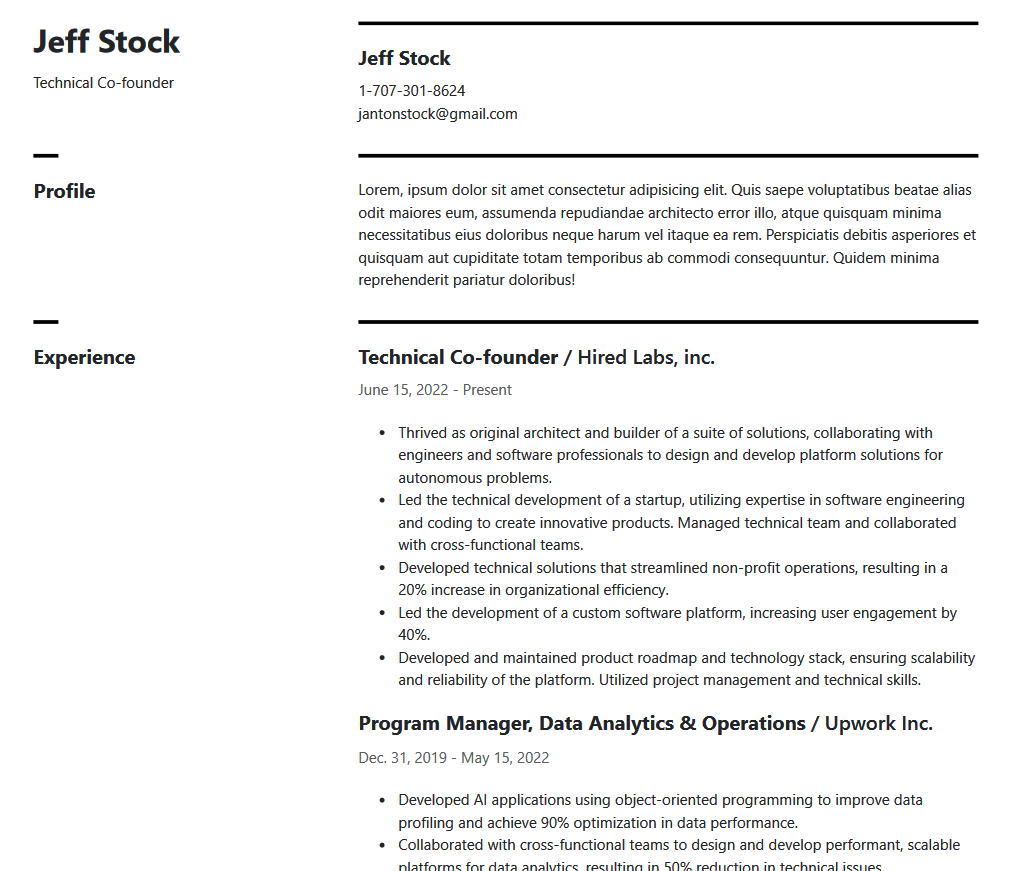 Jeff Stock
Technical Co-founder
Jeff Stock
1-707-301-8624
jantonstock@gmail.com
Profile
Lorem, ipsum dolor sit amet consectetur adipisicing elit. Quis saepe voluptatibus beatae alias
odit maiores eum, assumenda repudiandae architecto error illo, atque quisquam minima
necessitatibus eius doloribus neque harum vel itaque ea rem. Perspiciatis debitis asperiores et
quisquam aut cupiditate totam temporibus ab commodi consequuntur. Quidem minima
reprehenderit pariatur doloribus!
Experience
Technical Co-founder / Hired Labs, inc.
June 15, 2022 - Present
• Thrived as original architect and builder of a suite of solutions, collaborating with
engineers and software professionals to design and develop platform solutions for
autonomous problems.
• Led the technical development of a startup, utilizing expertise in software engineering
and coding to create innovative products. Managed technical team and collaborated
with cross-functional teams.
• Developed technical solutions that streamlined non-profit operations, resulting in a
20% increase in organizational efficiency.
• Led the development of a custom software platform, increasing user engagement by
40%.
• Developed and maintained product roadmap and technology stack, ensuring scalability
and reliability of the platform. Utilized project management and technical skills.
Program Manager, Data Analytics & Operations / Upwork Inc.
Dec. 31, 2019 - May 15, 2022
• Developed AI applications using object-oriented programming to improve data
profiling and achieve 90% optimization in data performance.
• Collaborated with cross-functional teams to design and develop performant, scalable
platforms for data analytics, resulting in 50% reduction in technical issues.